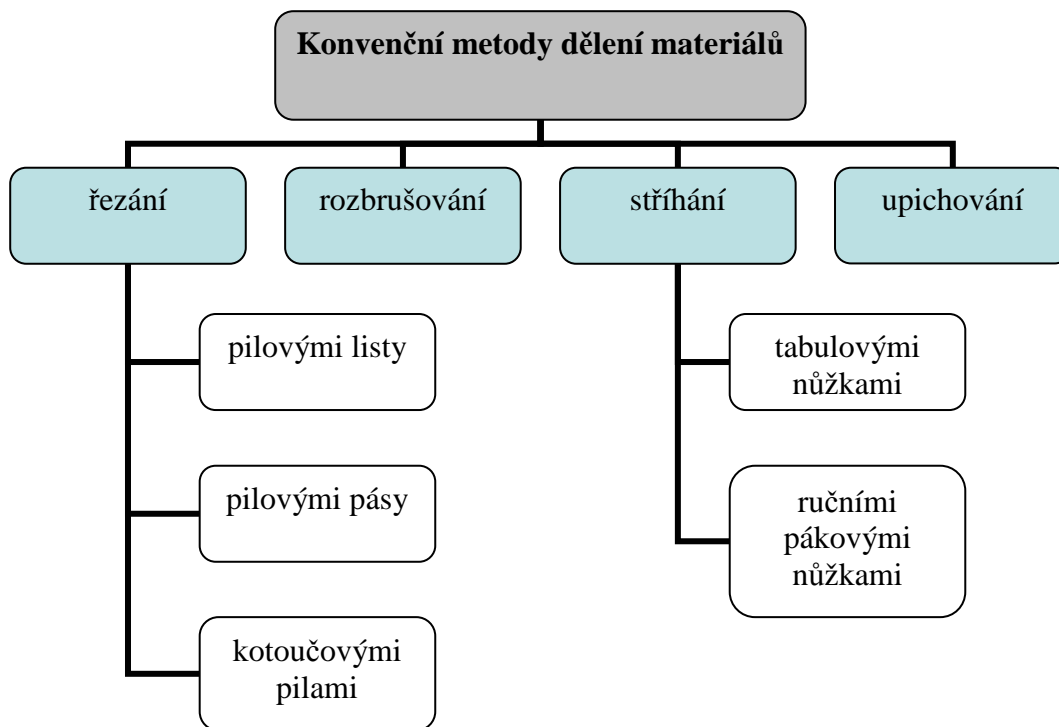 Konvenční metody dělení materiálů
řezání
rozbrušování
stříhání
upichování
pilovými listy
pilovými pásy
kotoučovými
pilami
tabulovými
nůžkami
ručními
pákovými
nůžkami